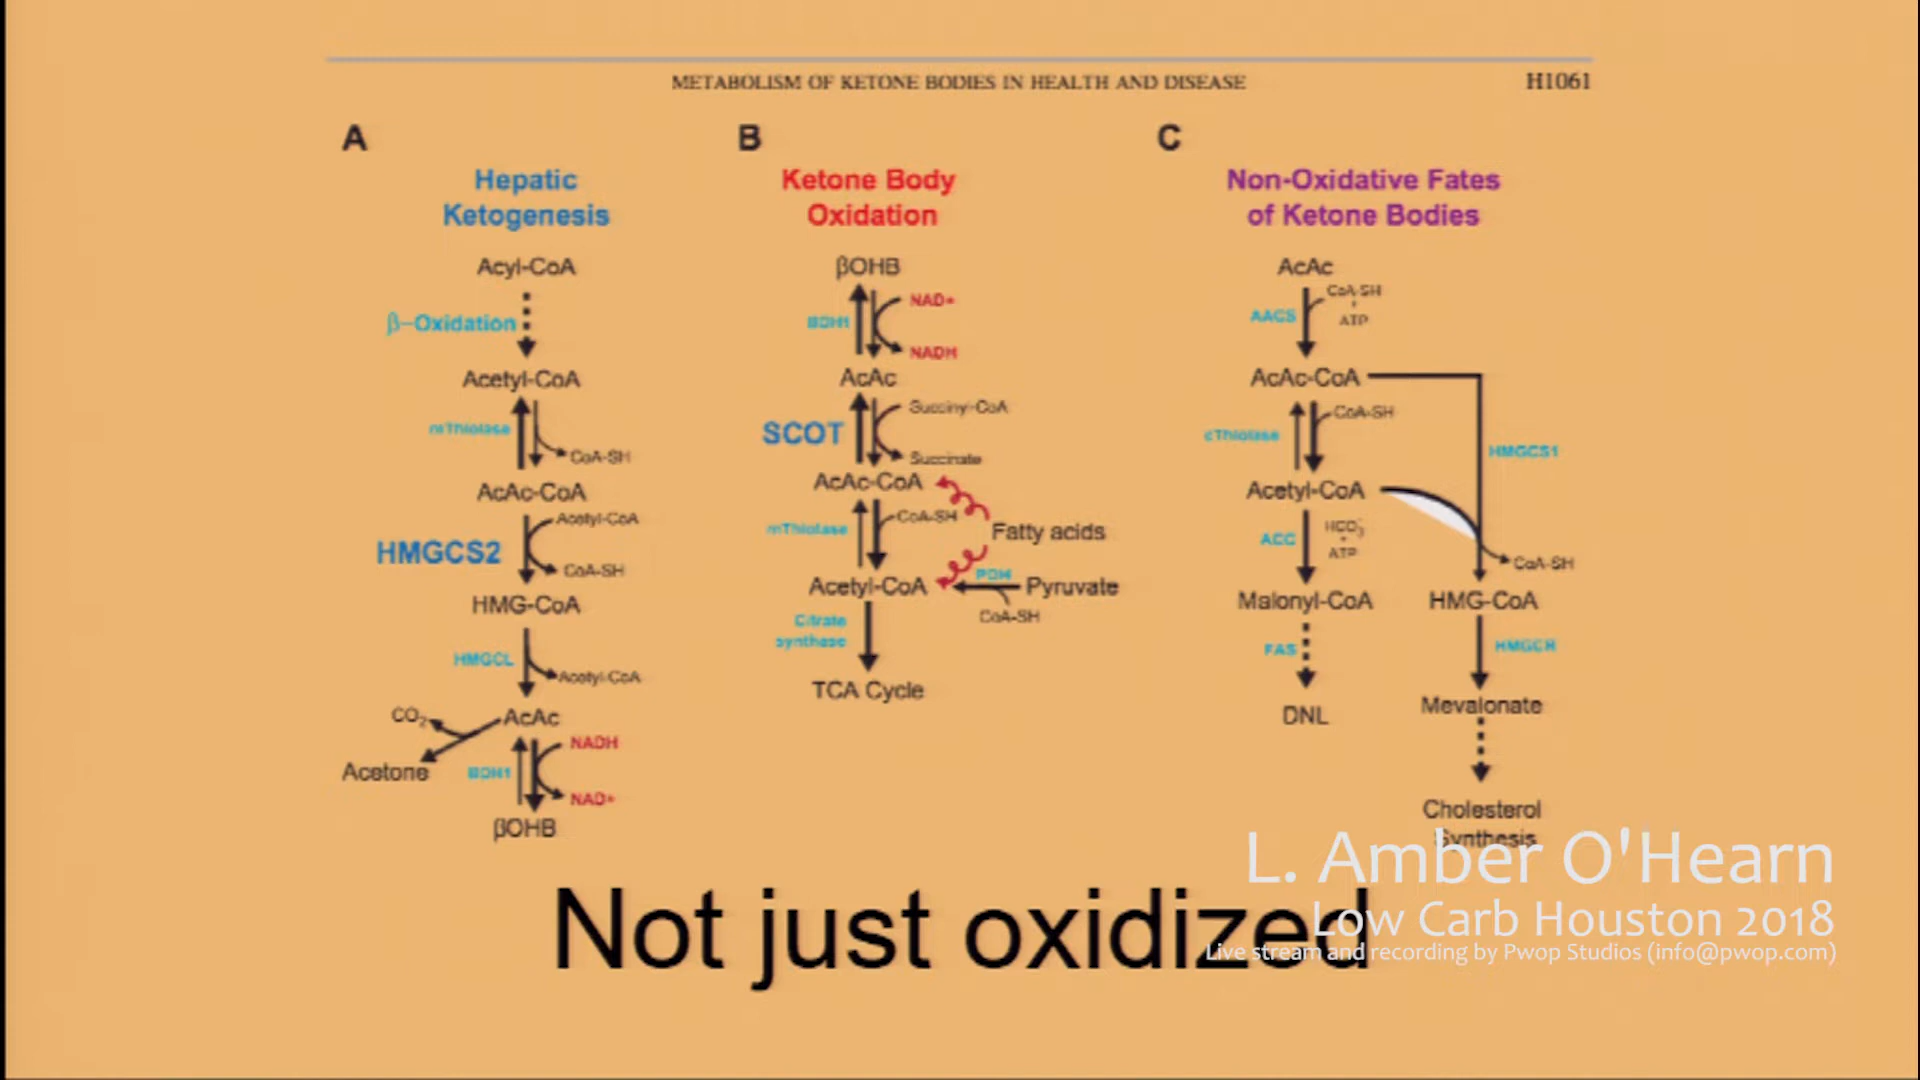 METABOLISM OF KETONE BODIES IN HEALTH AND DISEASE
H1061
A
Hepatic
Ketogenesis
Acyl-CoA
β-Oxidation
Acetyl-CoA
mThiolase
CoA-SH
AcAc-CoA
Acetyl-CoA
HMGCS2
CoA-SH
HMG-CoA
HMGCL
Acetyl-CoA
CO2
AcAc
NADH
Acetone
BDH1
NAD+
βOHB
B
Ketone Body
Oxidation
βOHB
NAD+
BDH1
NADH
AcAc
Succinyl-CoA
SCOT
Succinate
AcAc-CoA
CoA-SH
mThiolase
Fatty acids
PDH
Acetyl-CoA
Pyruvate
CoA-SH
Citrate
synthase
TCA Cycle
C
Non-Oxidative Fates
of Ketone Bodies
AcAc
CoA-SH
+
AACS
ATP
AcAc-CoA
CoA-SH
cThiolase
HMGCS1
Acetyl-CoA
HCO3-
+
ACC
ATP
CoA-SH
Malonyl-CoA
HMG-CoA
FAS
HMGCR
DNL
Mevalonate
Cholesterol
Synthesis
Not just oxidized
L. Amber O'Hearn
Low Carb Houston 2018
Live stream and recording by Pwop Studios (info@pwop.com)